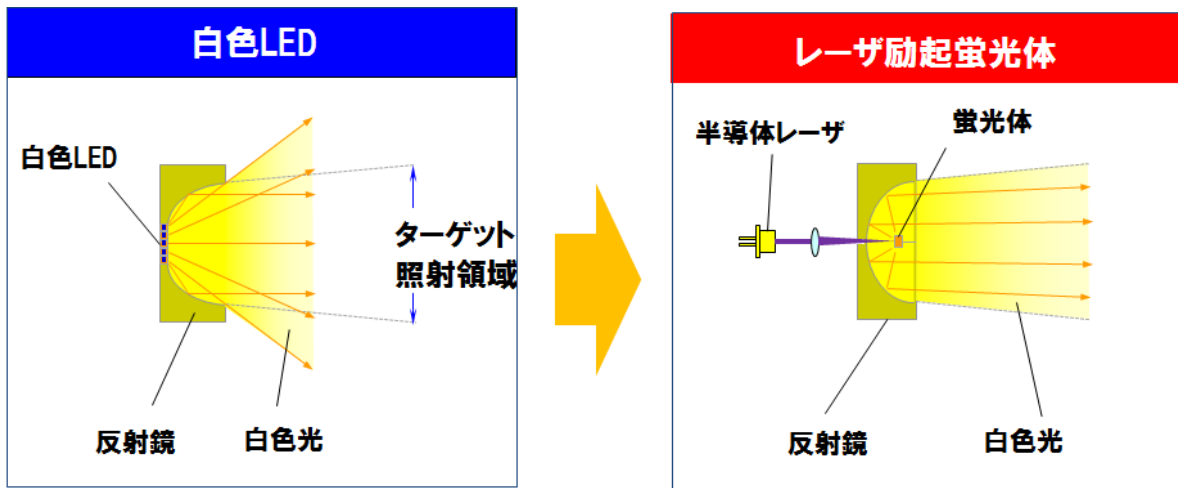 白色LED
白色LED
ターゲット
照射領域
反射鏡
白色光
レーザ励起蛍光体
半導体レーザ
蛍光体
反射鏡
白色光